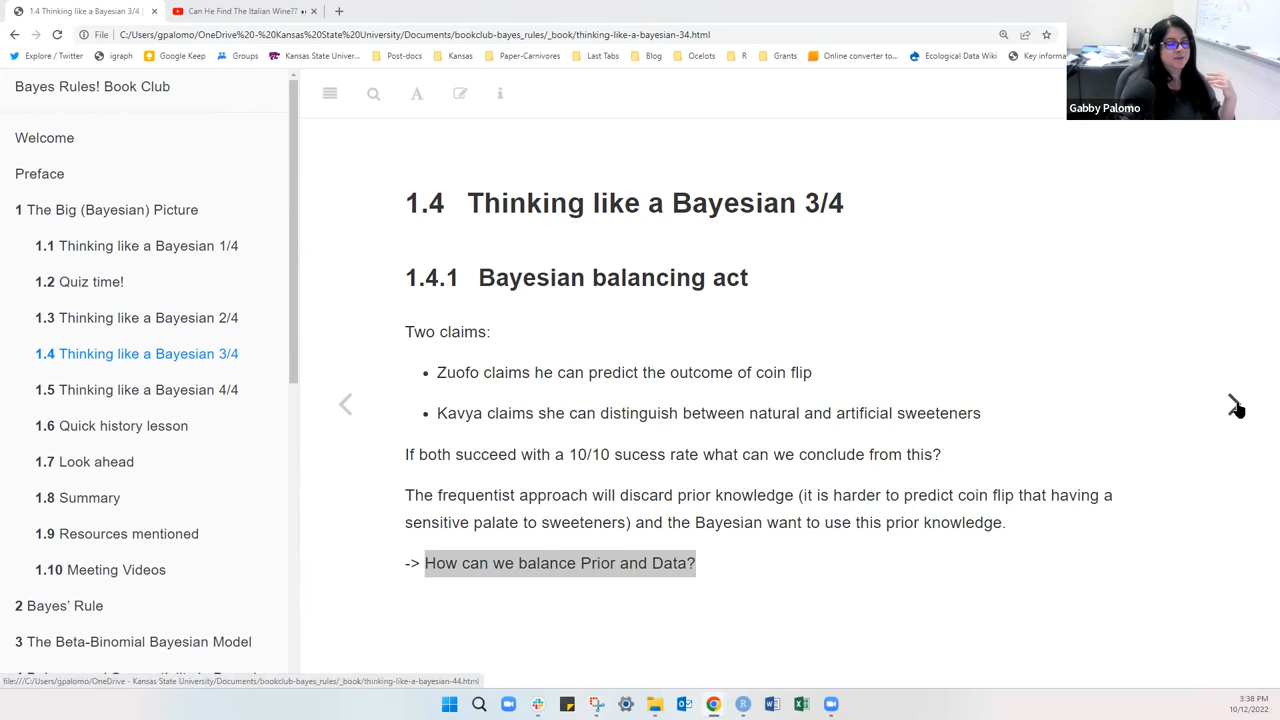 1.4 Thinking like a Bayesian 3/4
Can He Find The Italian Wine??
File
C:/Users/gpalomo/OneDrive%20-%20Kansas%20State%20University/Documents/bookclub-bayes_rules/_book/thinking-like-a-bayesian-34.html
Explore / Twitter
igraph
Google Keep
Groups
Kansas State Univer...
Post-docs
Kansas
Paper-Carnivores
Last Tabs
Blog
Ocelots
R
Grants
Online converter to...
Ecological Data Wiki
Key informa
Gabby Palomo
Bayes Rules! Book Club
Welcome
Preface
1 The Big (Bayesian) Picture
1.1 Thinking like a Bayesian 1/4
1.2 Quiz time!
1.3 Thinking like a Bayesian 2/4
1.4 Thinking like a Bayesian 3/4
1.5 Thinking like a Bayesian 4/4
1.6 Quick history lesson
1.7 Look ahead
1.8 Summary
1.9 Resources mentioned
1.10 Meeting Videos
2 Bayes' Rule
3 The Beta-Binomial Bayesian Model
1.4 Thinking like a Bayesian 3/4
1.4.1 Bayesian balancing act
Two claims:
• Zuofo claims he can predict the outcome of coin flip
• Kavya claims she can distinguish between natural and artificial sweeteners
If both succeed with a 10/10 sucess rate what can we conclude from this?
The frequentist approach will discard prior knowledge (it is harder to predict coin flip that having a
sensitive palate to sweeteners) and the Bayesian want to use this prior knowledge.
-> How can we balance Prior and Data?
file:///C:/Users/gpalomo/OneDrive - Kansas State University/Documents/bookclub-bayes_rules/_book/thinking-like-a-bayesian-44.html
3:38 PM
10/12/2022